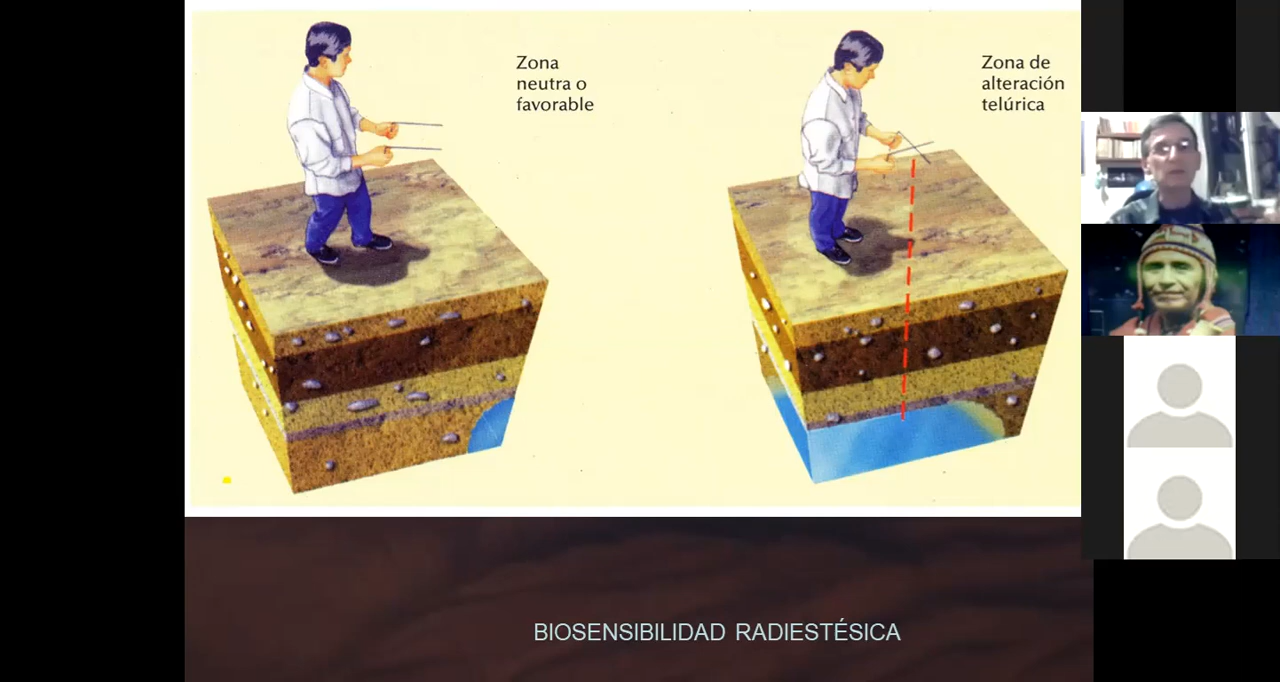 Zona
neutra o
favorable
Zona de
alteración
telúrica
BIOSENSIBILIDAD RADIESTÉSICA